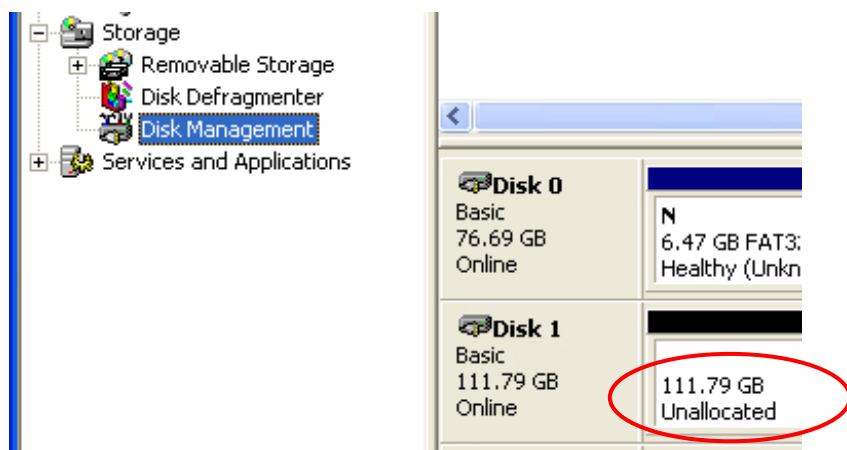 Storage
Removable Storage
Disk Defragmenter
Disk Management
Services and Applications
Disk 0
Basic
76.69 GB
Online
N
6.47 GB FAT3
Healthy (Unkn
Disk 1
Basic
111.79 GB
Online
111.79 GB
Unallocated